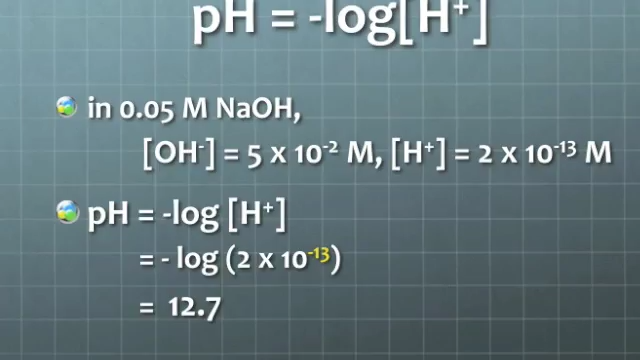 pH = -log[H⁺]
in 0.05 M NaOH,
[OH⁻] = 5 x 10⁻² M, [H⁺] = 2 x 10⁻¹³ M
pH = -log [H⁺]
= - log (2 x 10⁻¹³)
= 12.7